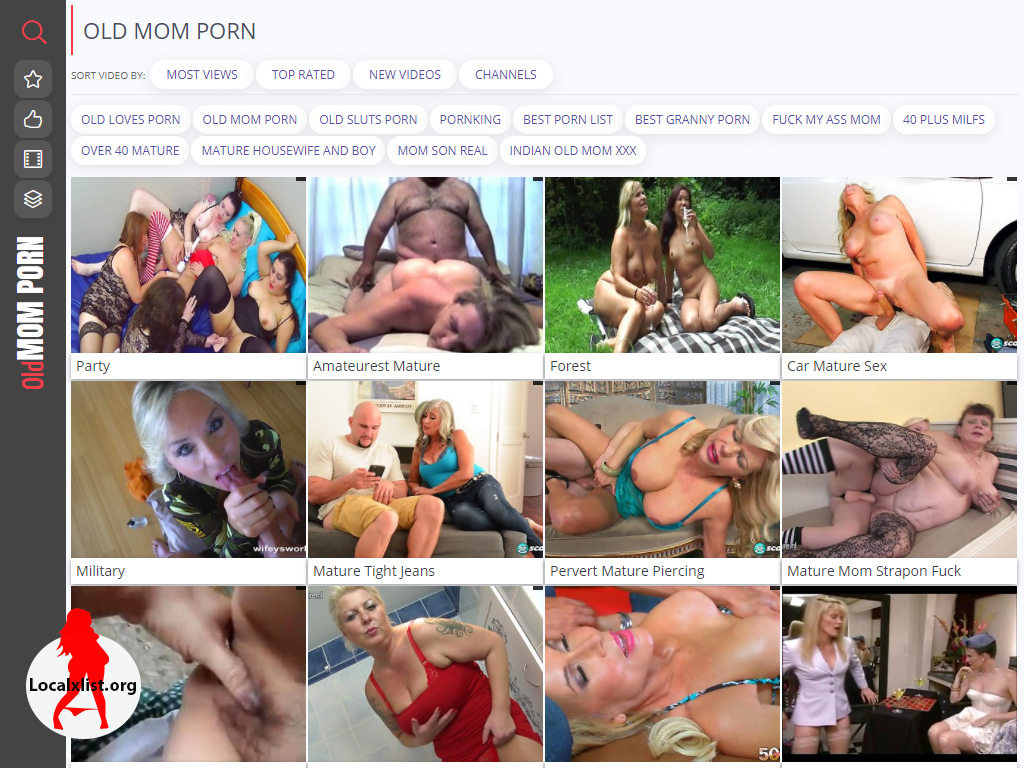 OLD MOM PORN
SORT VIDEO BY: MOST VIEWS TOP RATED NEW VIDEOS CHANNELS
OLD LOVES PORN OLD MOM PORN OLD SLUTS PORN PORNKING BEST PORN LIST BEST GRANNY PORN FUCK MY ASS MOM 40 PLUS MILFS
OVER 40 MATURE MATURE HOUSEWIFE AND BOY MOM SON REAL INDIAN OLD MOM XXX
OldMOM PORN
Party Amateurest Mature Forest Car Mature Sex
Military Mature Tight Jeans Pervert Mature Piercing Mature Mom Strapon Fuck
Localxlist.org